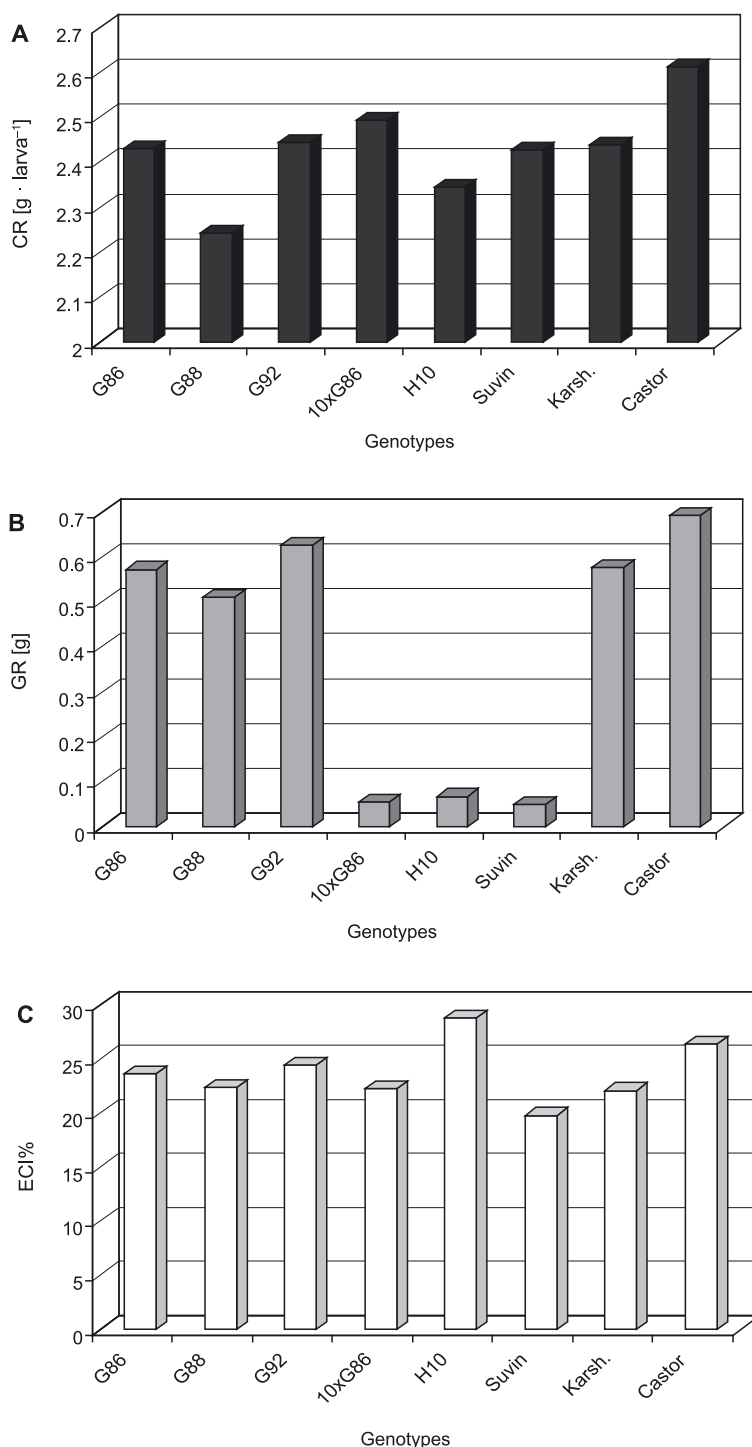 A
CR [g · larva⁻¹]
2.7
2.6
2.5
2.4
2.3
2.2
2.1
2
G86 G88 G92 10xG86 H10 Suvin Karsh. Castor
Genotypes
B
GR [g]
0.7
0.6
0.5
0.4
0.3
0.2
0.1
0
G86 G88 G92 10xG86 H10 Suvin Karsh. Castor
Genotypes
C
ECI%
30
25
20
15
10
5
0
G86 G88 G92 10xG86 H10 Suvin Karsh. Castor
Genotypes